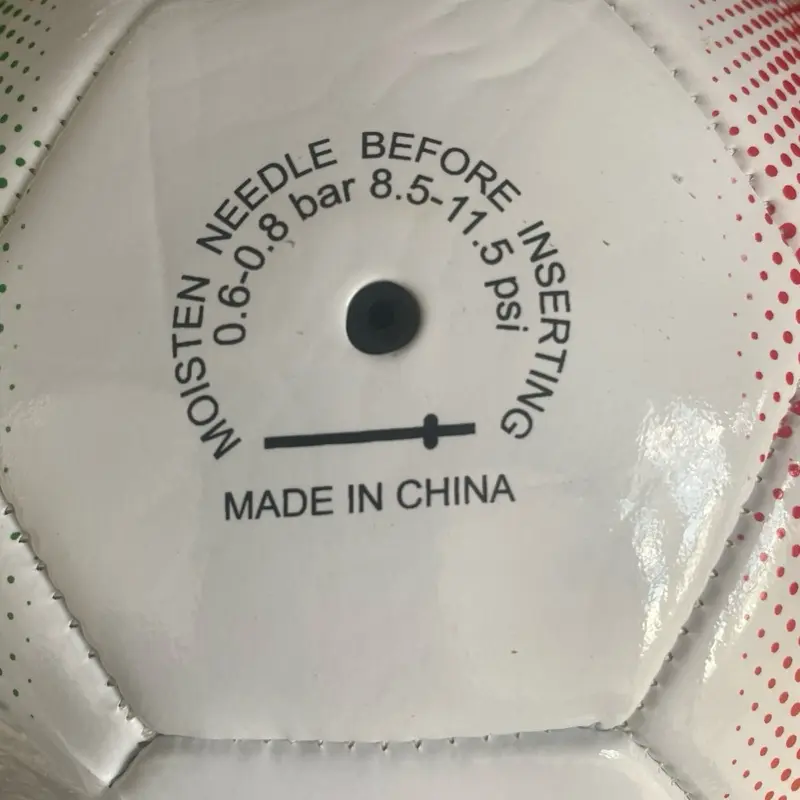 MOISTEN NEEDLE BEFORE INSERTING
0.6-0.8 bar 8.5-11.5 psi
MADE IN CHINA